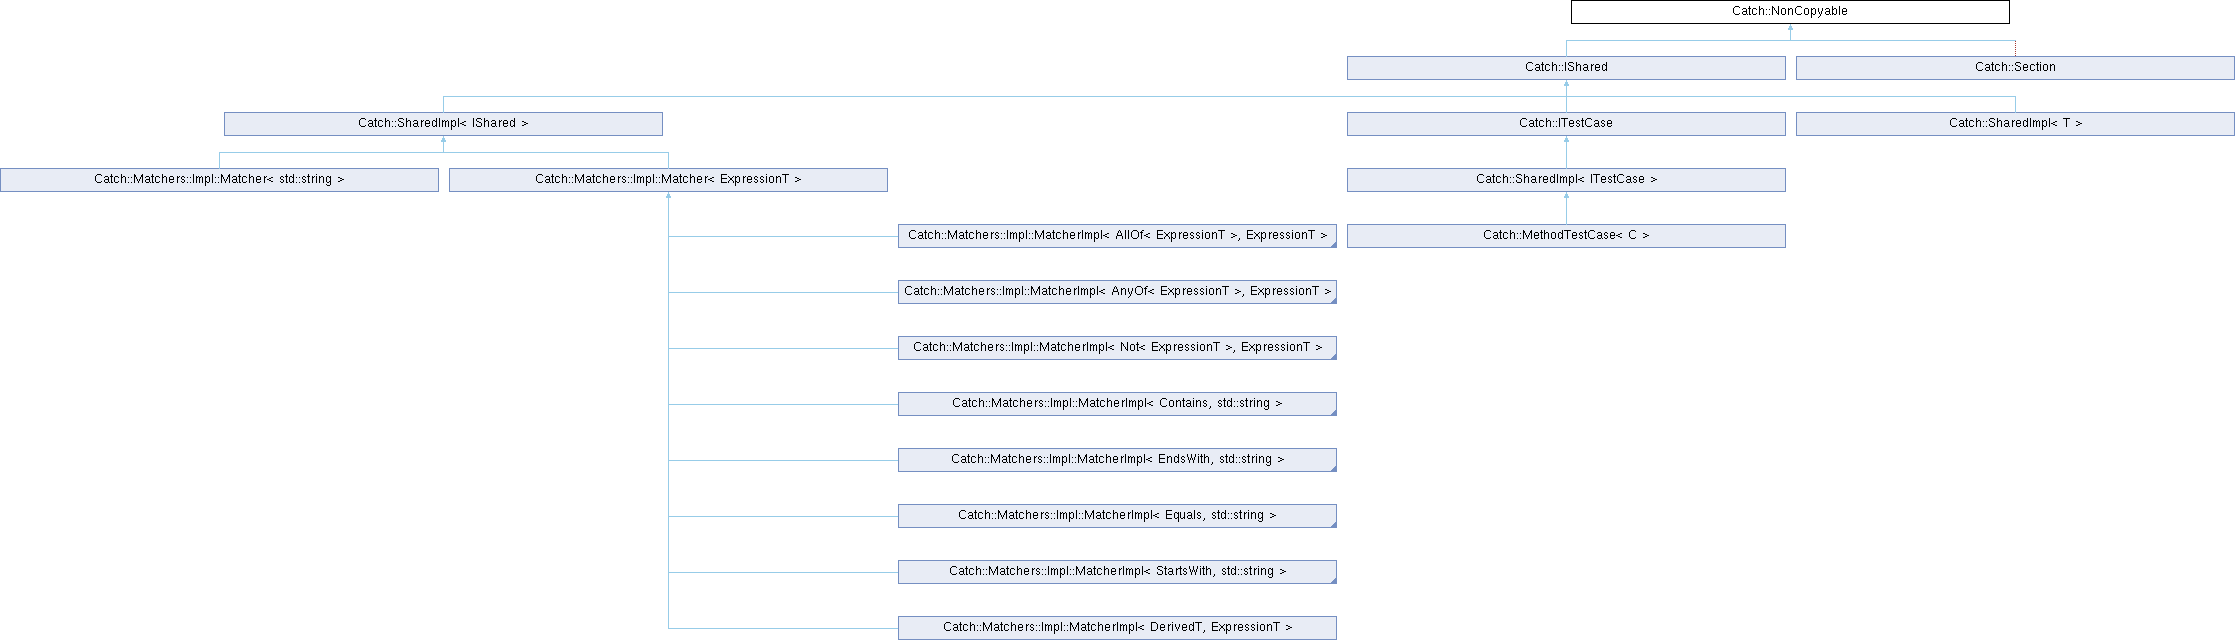 Catch::NonCopyable
Catch::IShared
Catch::Section
Catch::SharedImpl< IShared >
Catch::ITestCase
Catch::SharedImpl< T >
Catch::Matchers::Impl::Matcher< std::string >
Catch::Matchers::Impl::Matcher< ExpressionT >
Catch::SharedImpl< ITestCase >
Catch::Matchers::Impl::MatcherImpl< AllOf< ExpressionT >, ExpressionT >
Catch::MethodTestCase< C >
Catch::Matchers::Impl::MatcherImpl< AnyOf< ExpressionT >, ExpressionT >
Catch::Matchers::Impl::MatcherImpl< Not< ExpressionT >, ExpressionT >
Catch::Matchers::Impl::MatcherImpl< Contains, std::string >
Catch::Matchers::Impl::MatcherImpl< EndsWith, std::string >
Catch::Matchers::Impl::MatcherImpl< Equals, std::string >
Catch::Matchers::Impl::MatcherImpl< StartsWith, std::string >
Catch::Matchers::Impl::MatcherImpl< DerivedT, ExpressionT >